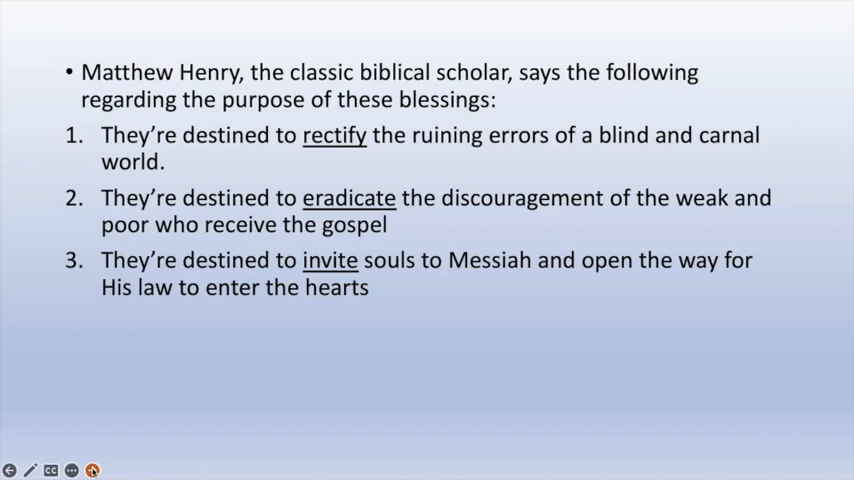 • Matthew Henry, the classic biblical scholar, says the following
regarding the purpose of these blessings:
1. They're destined to rectify the ruining errors of a blind and carnal
world.
2. They're destined to eradicate the discouragement of the weak and
poor who receive the gospel
3. They're destined to invite souls to Messiah and open the way for
His law to enter the hearts
CC